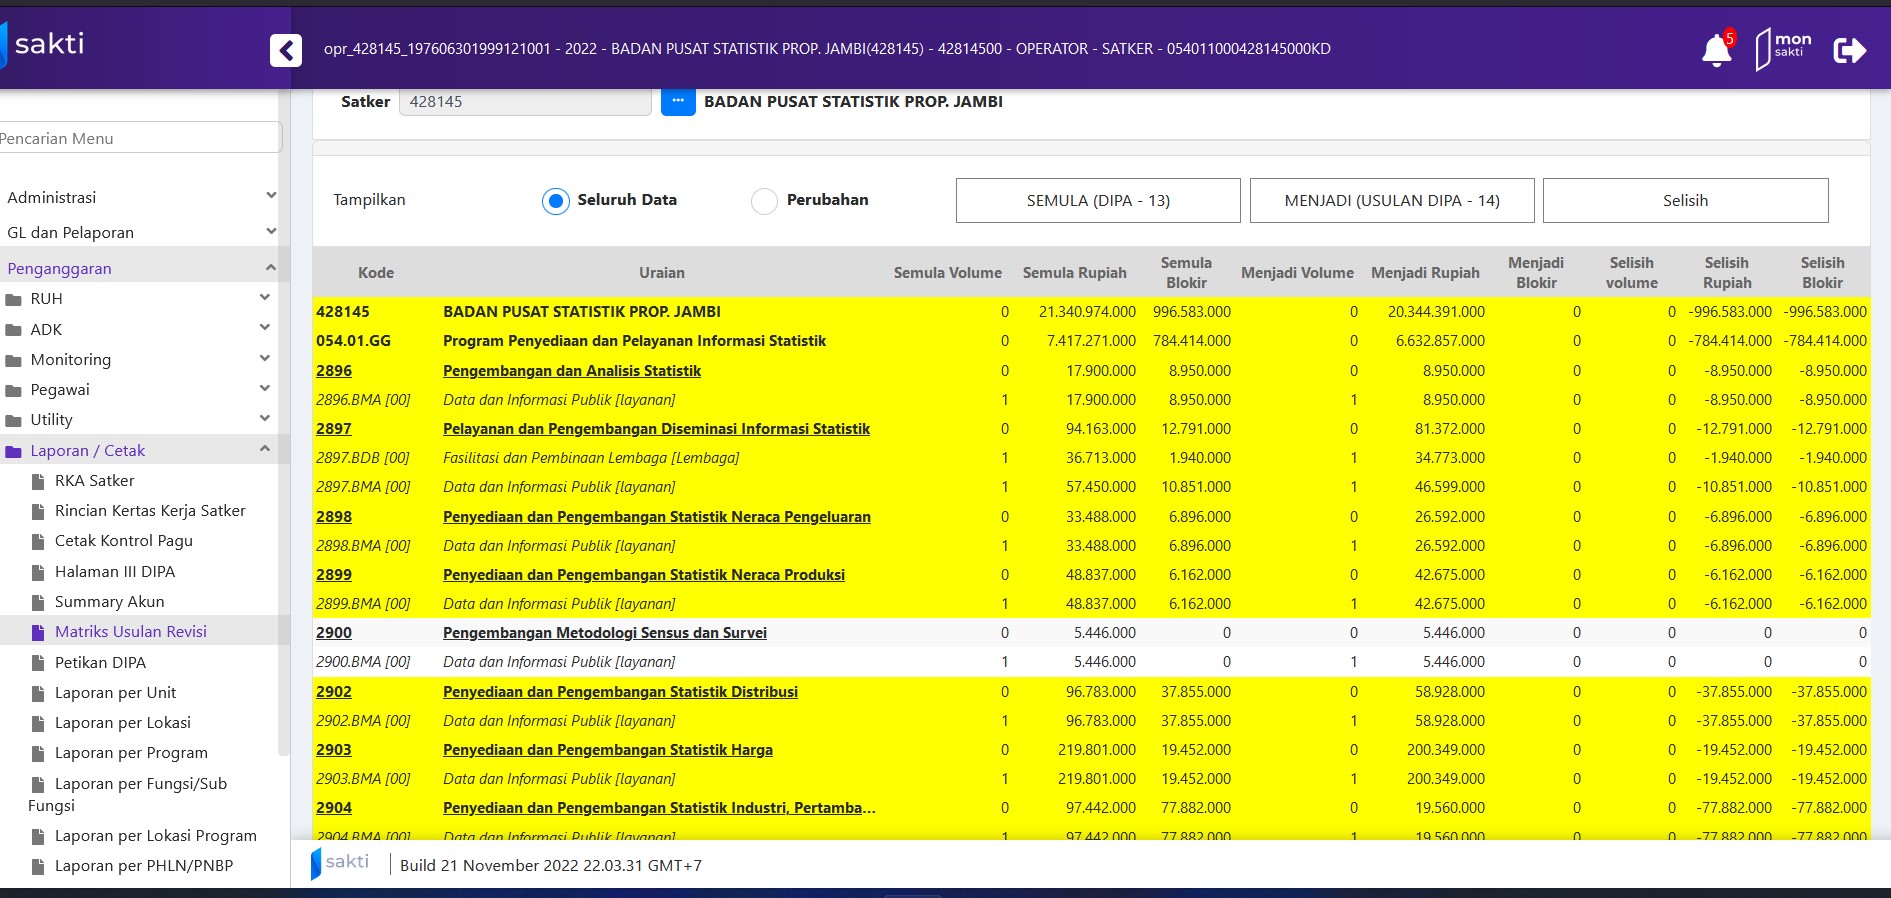 sakti
opr_428145_197606301999121001 - 2022 - BADAN PUSAT STATISTIK PROP. JAMBI(428145) - 42814500 - OPERATOR - SATKER - 054011000428145000KD
5
mon
sakti
Satker 428145 ... BADAN PUSAT STATISTIK PROP. JAMBI
Pencarian Menu
Administrasi
GL dan Pelaporan
Penganggaran
RUH
ADK
Monitoring
Pegawai
Utility
Laporan / Cetak
RKA Satker
Rincian Kertas Kerja Satker
Cetak Kontrol Pagu
Halaman III DIPA
Summary Akun
Matriks Usulan Revisi
Petikan DIPA
Laporan per Unit
Laporan per Lokasi
Laporan per Program
Laporan per Fungsi/Sub
Fungsi
Laporan per Lokasi Program
Laporan per PHLN/PNBP
Tampilkan Seluruh Data Perubahan SEMULA (DIPA - 13) MENJADI (USULAN DIPA - 14) Selisih
Kode Uraian Semula Volume Semula Rupiah Semula Blokir Menjadi Volume Menjadi Rupiah Menjadi Blokir Selisih volume Selisih Rupiah Selisih Blokir
428145 BADAN PUSAT STATISTIK PROP. JAMBI 0 21.340.974.000 996.583.000 0 20.344.391.000 0 0 -996.583.000 -996.583.000
054.01.GG Program Penyediaan dan Pelayanan Informasi Statistik 0 7.417.271.000 784.414.000 0 6.632.857.000 0 0 -784.414.000 -784.414.000
2896 Pengembangan dan Analisis Statistik 0 17.900.000 8.950.000 0 8.950.000 0 0 -8.950.000 -8.950.000
2896.BMA [00] Data dan Informasi Publik [layanan] 1 17.900.000 8.950.000 1 8.950.000 0 0 -8.950.000 -8.950.000
2897 Pelayanan dan Pengembangan Diseminasi Informasi Statistik 0 94.163.000 12.791.000 0 81.372.000 0 0 -12.791.000 -12.791.000
2897.BDB [00] Fasilitasi dan Pembinaan Lembaga [Lembaga] 1 36.713.000 1.940.000 1 34.773.000 0 0 -1.940.000 -1.940.000
2897.BMA [00] Data dan Informasi Publik [layanan] 1 57.450.000 10.851.000 1 46.599.000 0 0 -10.851.000 -10.851.000
2898 Penyediaan dan Pengembangan Statistik Neraca Pengeluaran 0 33.488.000 6.896.000 0 26.592.000 0 0 -6.896.000 -6.896.000
2898.BMA [00] Data dan Informasi Publik [layanan] 1 33.488.000 6.896.000 1 26.592.000 0 0 -6.896.000 -6.896.000
2899 Penyediaan dan Pengembangan Statistik Neraca Produksi 0 48.837.000 6.162.000 0 42.675.000 0 0 -6.162.000 -6.162.000
2899.BMA [00] Data dan Informasi Publik [layanan] 1 48.837.000 6.162.000 1 42.675.000 0 0 -6.162.000 -6.162.000
2900 Pengembangan Metodologi Sensus dan Survei 0 5.446.000 0 0 5.446.000 0 0 0 0
2900.BMA [00] Data dan Informasi Publik [layanan] 1 5.446.000 0 1 5.446.000 0 0 0 0
2902 Penyediaan dan Pengembangan Statistik Distribusi 0 96.783.000 37.855.000 0 58.928.000 0 0 -37.855.000 -37.855.000
2902.BMA [00] Data dan Informasi Publik [layanan] 1 96.783.000 37.855.000 1 58.928.000 0 0 -37.855.000 -37.855.000
2903 Penyediaan dan Pengembangan Statistik Harga 0 219.801.000 19.452.000 0 200.349.000 0 0 -19.452.000 -19.452.000
2903.BMA [00] Data dan Informasi Publik [layanan] 1 219.801.000 19.452.000 1 200.349.000 0 0 -19.452.000 -19.452.000
2904 Penyediaan dan Pengembangan Statistik Industri, Pertamba... 0 97.442.000 77.882.000 0 19.560.000 0 0 -77.882.000 -77.882.000
2904.BMA [00] Data dan Informasi Publik [layanan] 1 97.442.000 77.882.000 1 19.560.000 0 0 -77.882.000 -77.882.000
sakti Build 21 November 2022 22.03.31 GMT+7